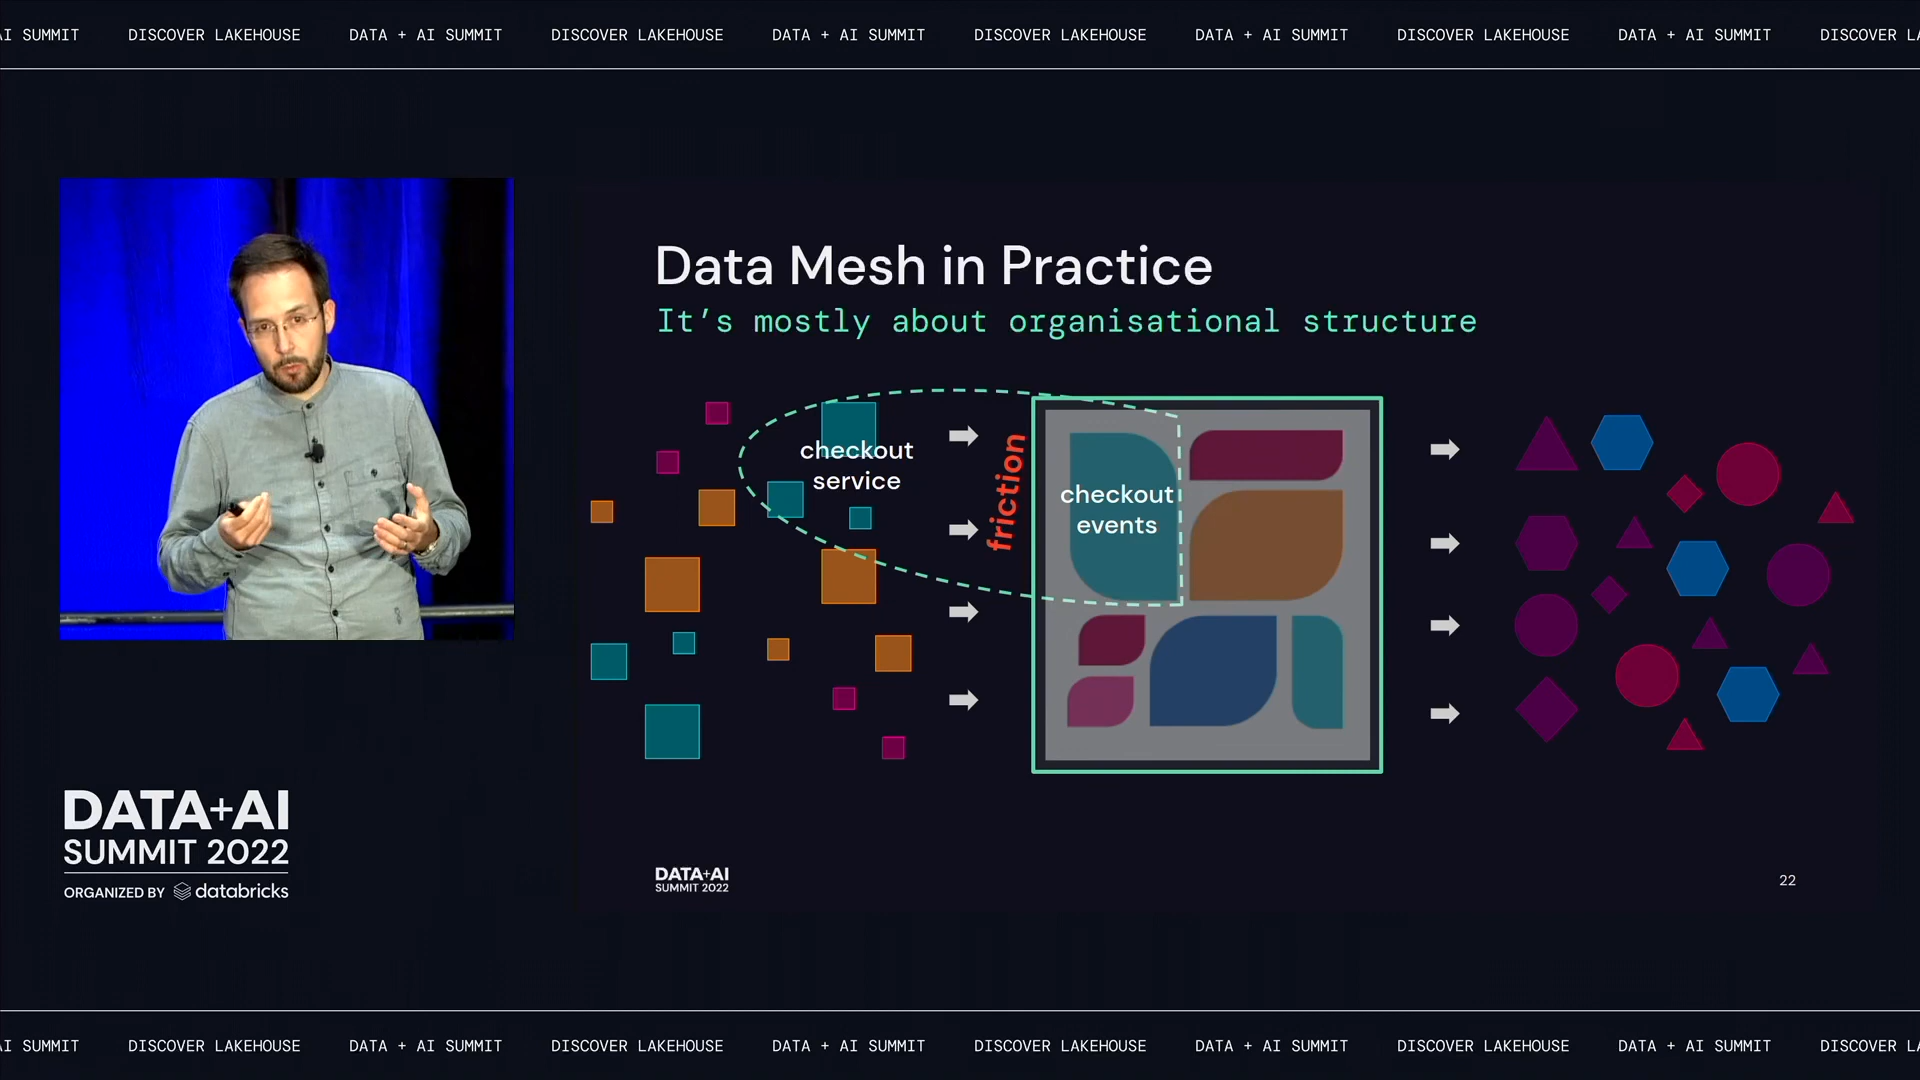 AI SUMMIT DISCOVER LAKEHOUSE DATA + AI SUMMIT DISCOVER LAKEHOUSE DATA + AI SUMMIT DISCOVER LAKEHOUSE DATA + AI SUMMIT DISCOVER LAKEHOUSE DATA + AI SUMMIT DISCOVER LA
Data Mesh in Practice
It's mostly about organisational structure
checkout
service
friction
checkout
events
DATA+AI
SUMMIT 2022
ORGANIZED BY databricks
DATA+AI
SUMMIT 2022
22
AI SUMMIT DISCOVER LAKEHOUSE DATA + AI SUMMIT DISCOVER LAKEHOUSE DATA + AI SUMMIT DISCOVER LAKEHOUSE DATA + AI SUMMIT DISCOVER LAKEHOUSE DATA + AI SUMMIT DISCOVER LA